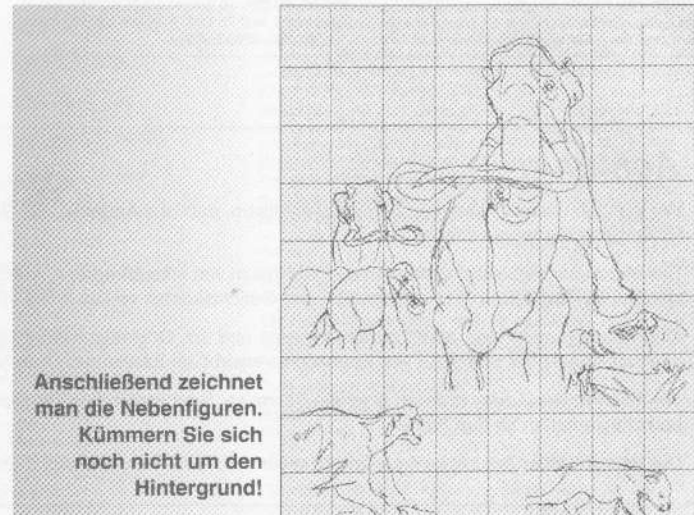 Anschließend zeichnet
man die Nebenfiguren.
Kümmern Sie sich
noch nicht um den
Hintergrund!